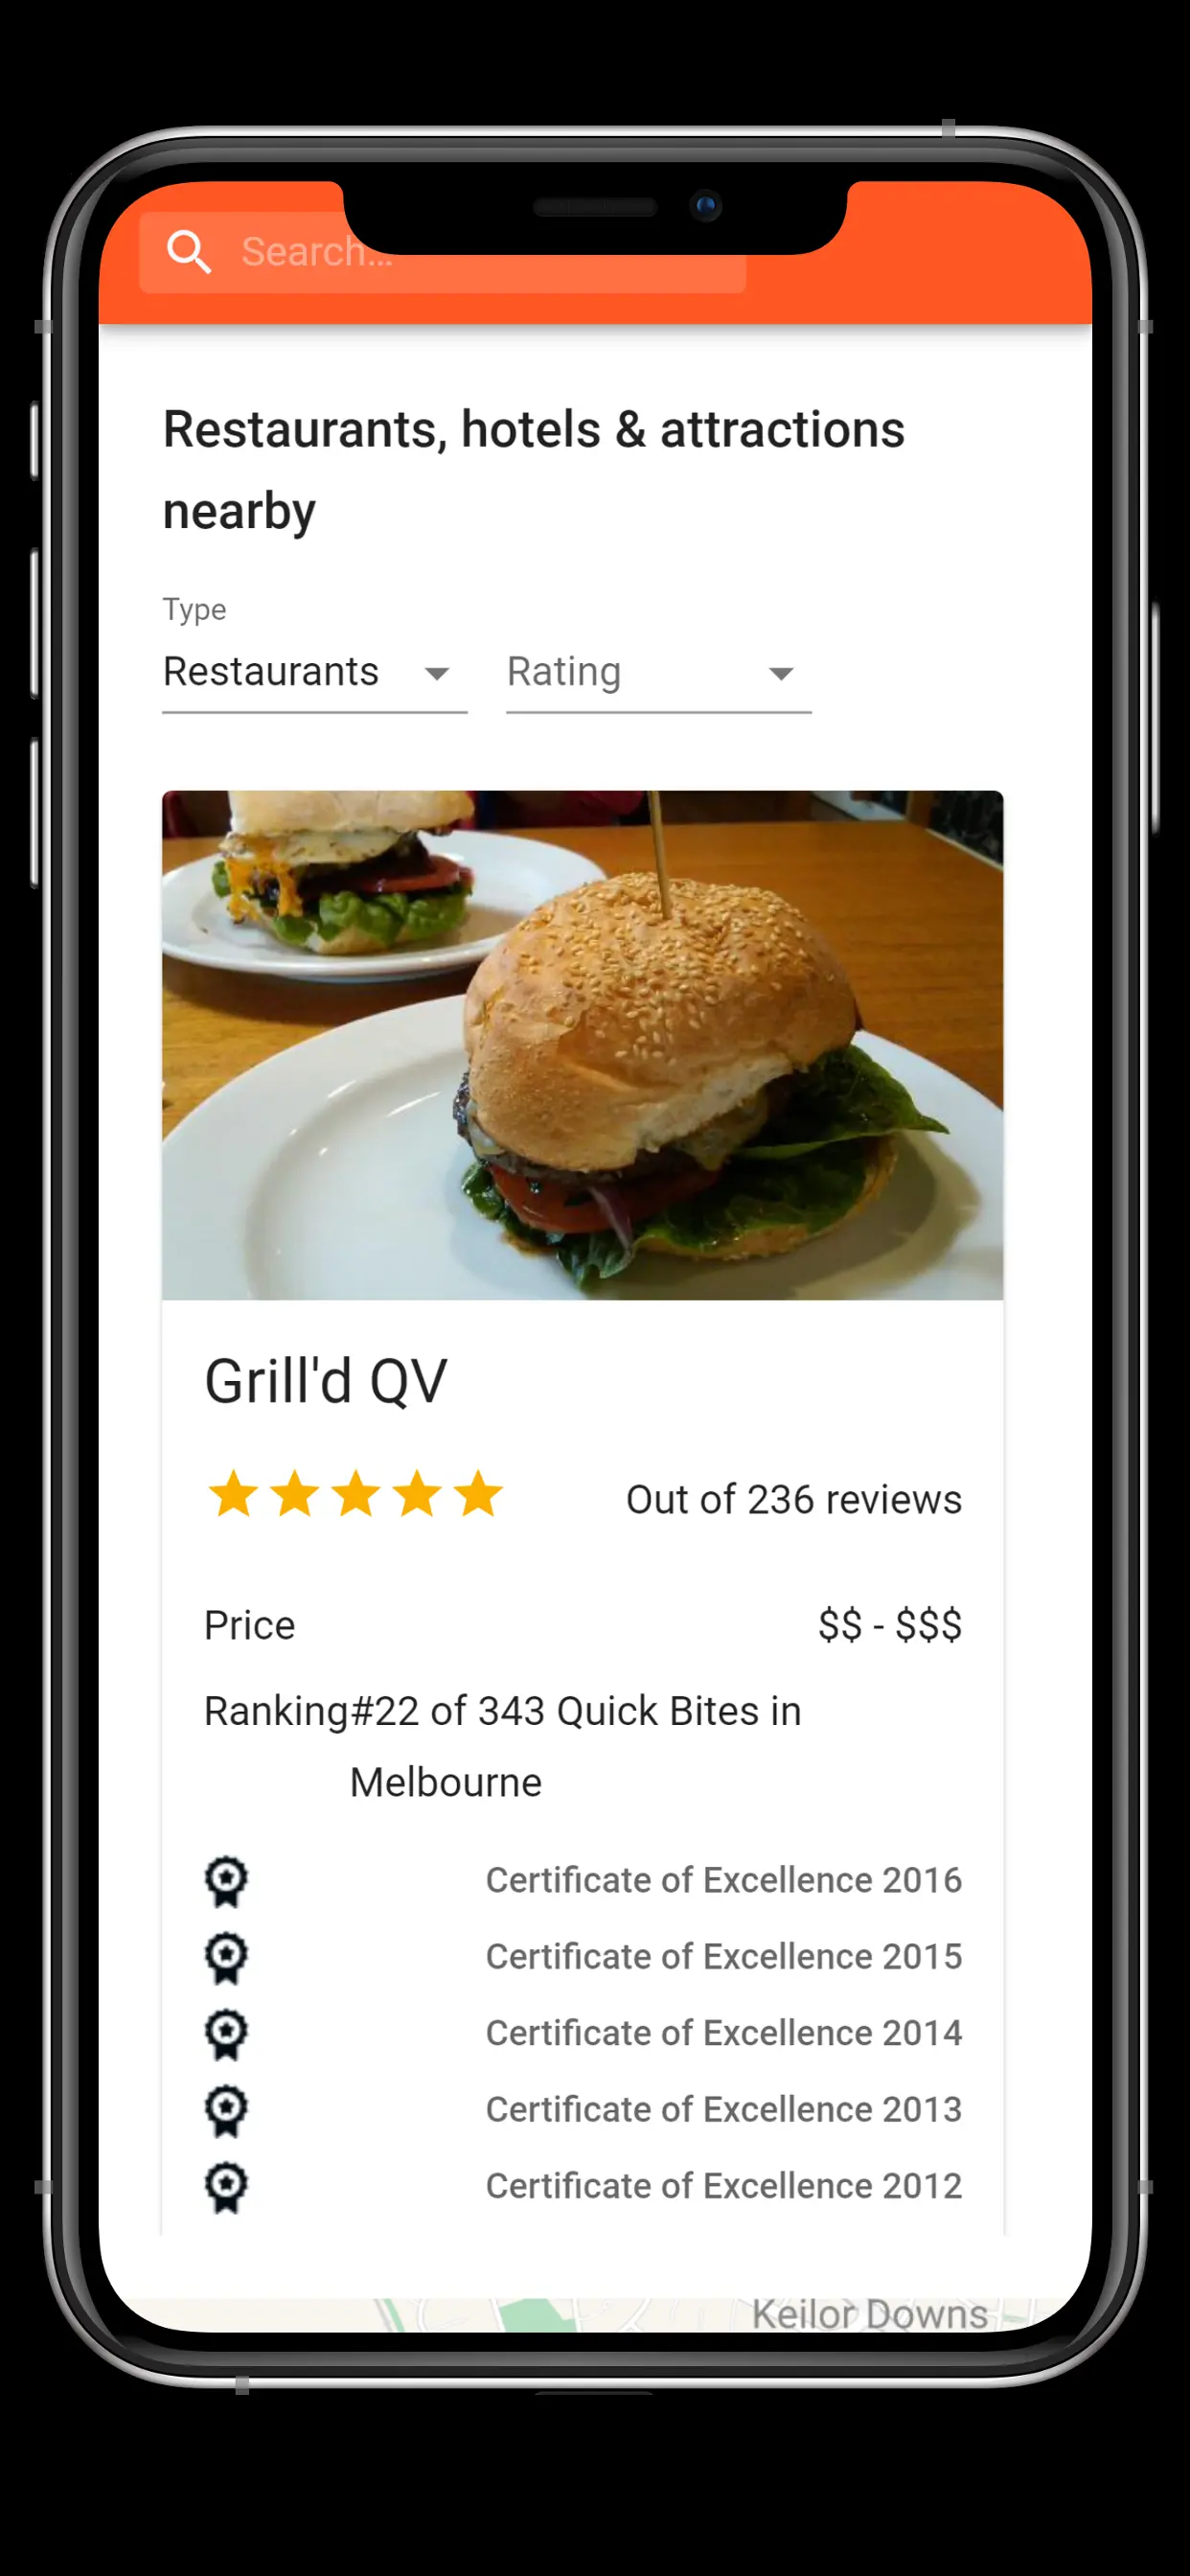 Search...
Restaurants, hotels & attractions
nearby
Type
Restaurants
Rating
Grill'd QV
Out of 236 reviews
Price
$$ - $$$
Ranking#22 of 343 Quick Bites in
Melbourne
Certificate of Excellence 2016
Certificate of Excellence 2015
Certificate of Excellence 2014
Certificate of Excellence 2013
Certificate of Excellence 2012
Keilor Downs